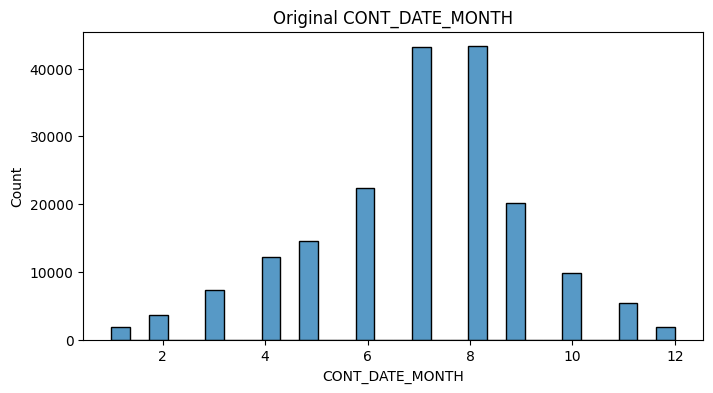 Original CONT_DATE_MONTH
40000
30000
20000
10000
0
Count
2 4 6 8 10 12
CONT_DATE_MONTH